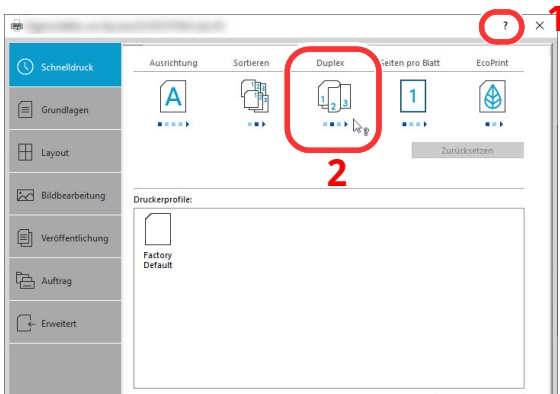 ? × 1
Schnelldruck
Ausrichtung Sortieren Duplex Seiten pro Blatt EcoPrint
A 1 2 3 1
2
Zurücksetzen
Grundlagen
Layout
Bildbearbeitung
Veröffentlichung
Auftrag
Erweitert
Druckerprofile:
Factory
Default